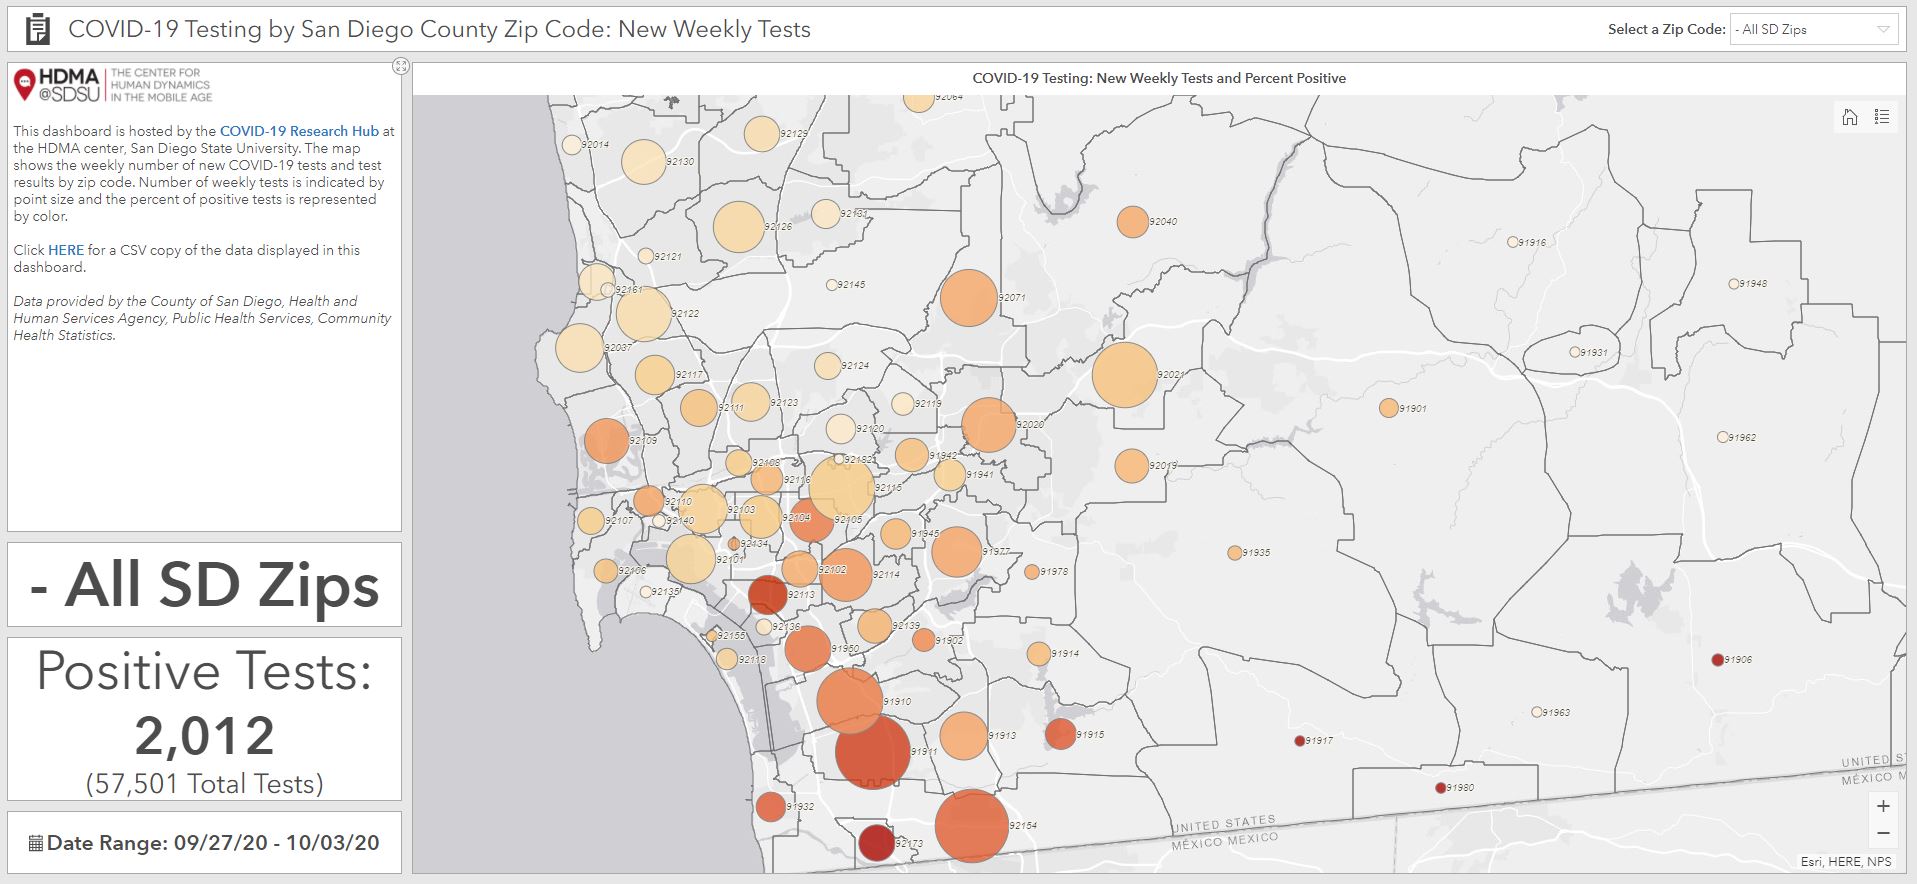 COVID-19 Testing by San Diego County Zip Code: New Weekly Tests
Select a Zip Code:
- All SD Zips
HDMA
@SDSU
THE CENTER FOR
HUMAN DYNAMICS
IN THE MOBILE AGE
This dashboard is hosted by the COVID-19 Research Hub at
the HDMA center, San Diego State University. The map
shows the weekly number of new COVID-19 tests and test
results by zip code. Number of weekly tests is indicated by
point size and the percent of positive tests is represented
by color.
Click HERE for a CSV copy of the data displayed in this
dashboard.
Data provided by the County of San Diego, Health and
Human Services Agency, Public Health Services, Community
Health Statistics.
- All SD Zips
Positive Tests:
2,012
(57,501 Total Tests)
Date Range: 09/27/20 - 10/03/20
COVID-19 Testing: New Weekly Tests and Percent Positive
92064
92129
92014
92130
92131
92126
92040
91916
92121
92145
92161
91948
92071
92122
92037
91931
92124
92117
92021
92123
92119
92111
91901
92120
92020
92109
91962
91942
92182
92108
92019
91941
92116
92115
92110
92103
92104
92105
92107
92140
91945
92134
91977
91935
92101
92102
92106
91978
92114
92135
92113
92136
92139
92155
91902
91950
91914
92118
91906
91910
91963
91913
91915
91917
91911
UNITED S
MÉXICO M
91980
91932
92154
UNITED STATES
MÉXICO MEXICO
92173
+
−
Esri, HERE, NPS